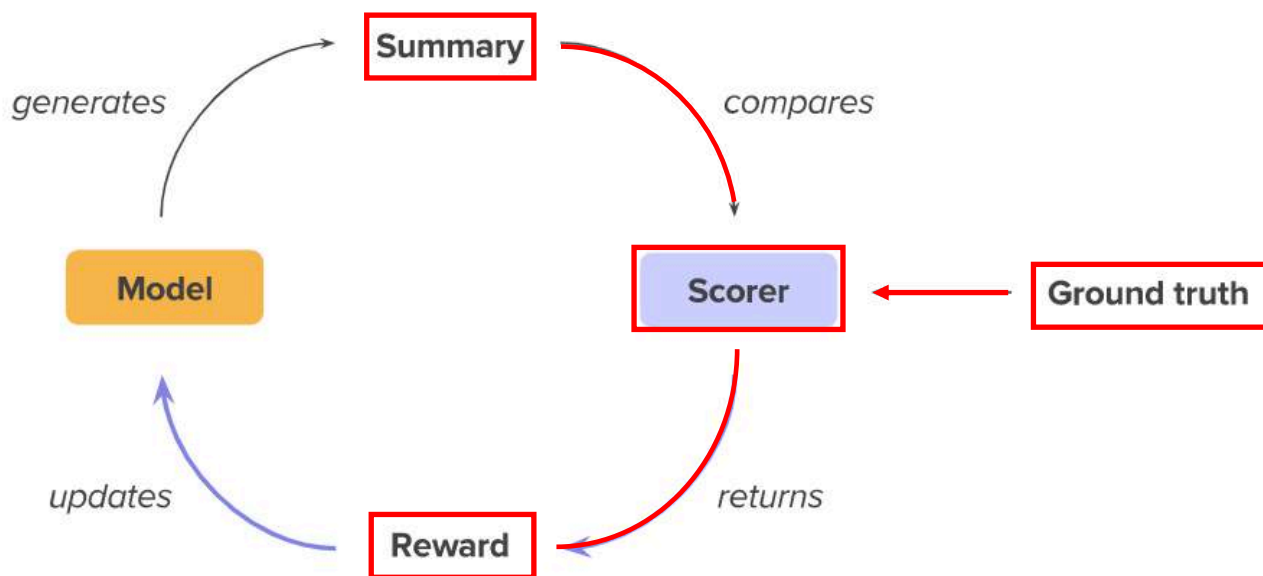 Summary
generates
compares
Model
Scorer
Ground truth
updates
returns
Reward